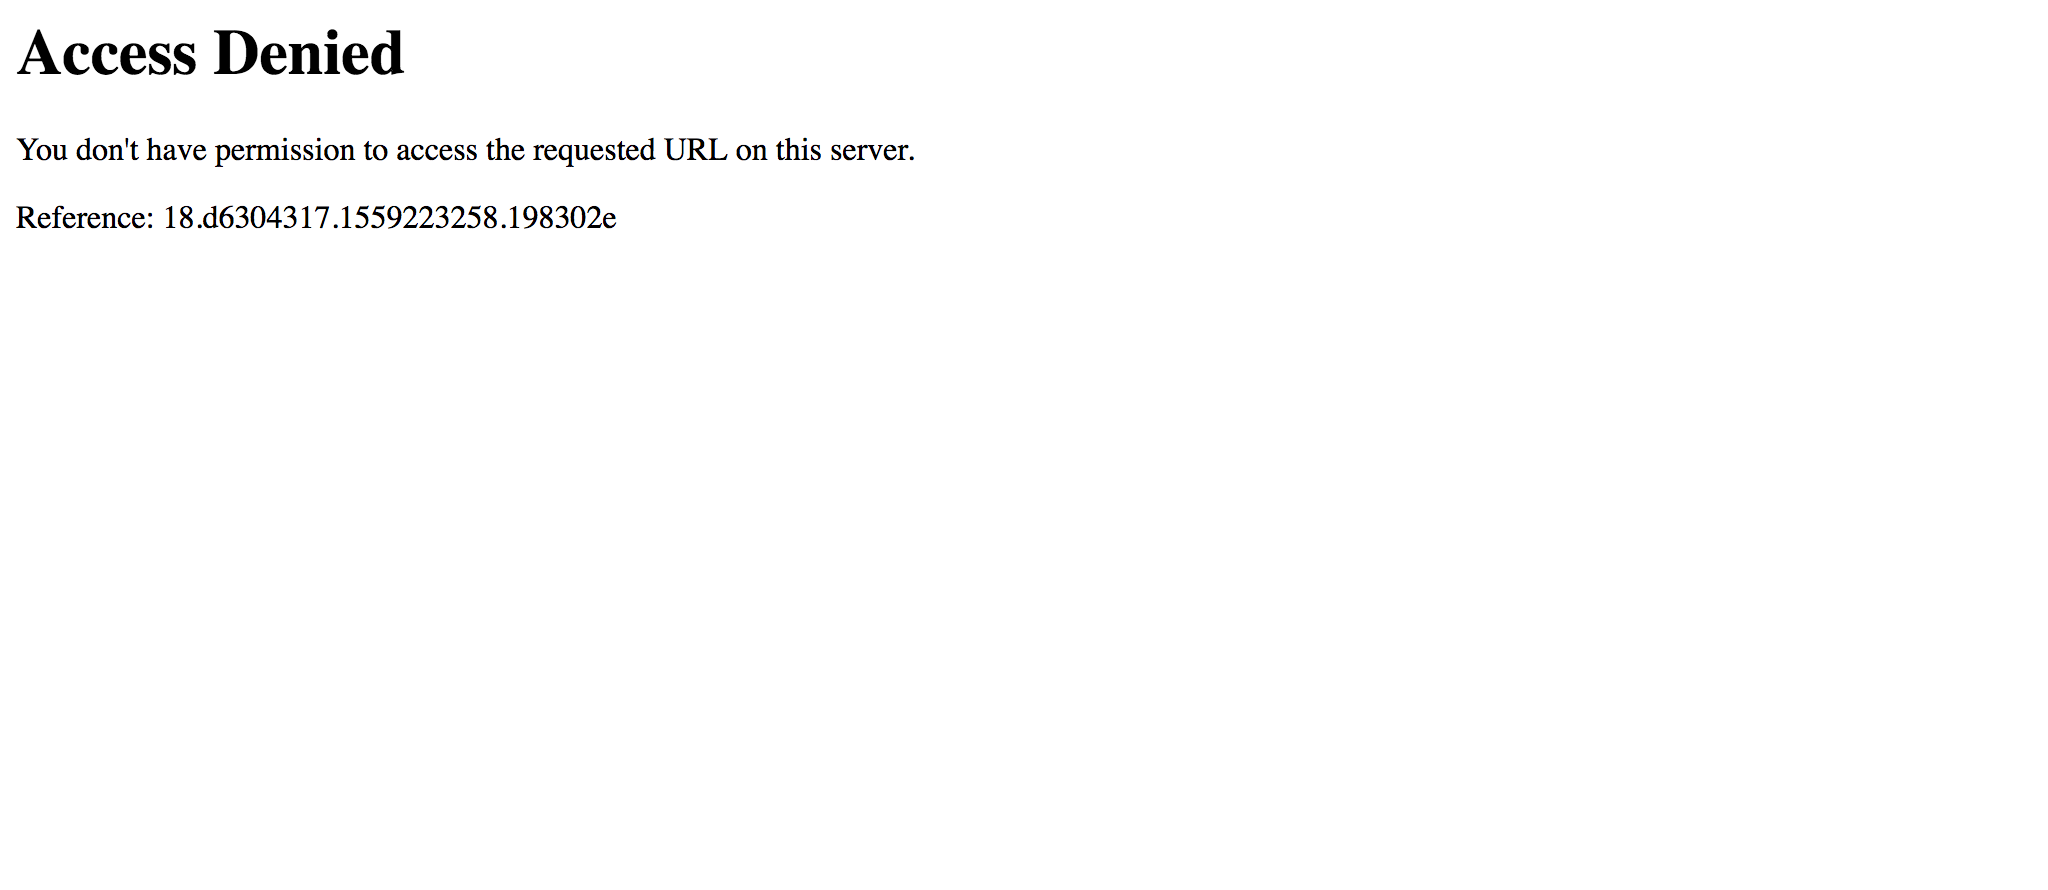 Access Denied
You don't have permission to access the requested URL on this server.
Reference: 18.d6304317.1559223258.198302e